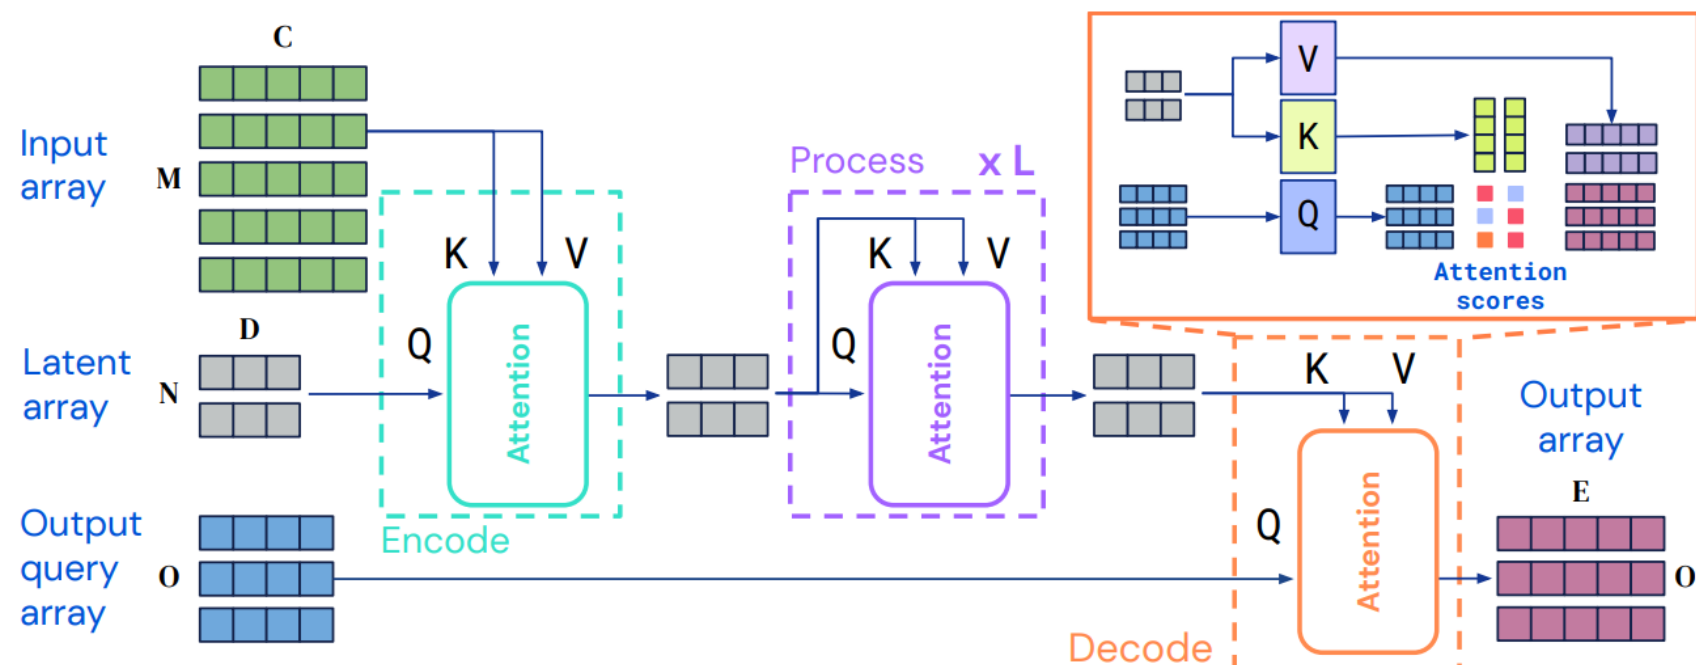 C
Input
array
M
D
Latent
array
N
Output
query
array
O
K
V
Q
Attention
Encode
Process
x L
K
V
Q
Attention
V
K
Q
Attention
scores
K
V
Q
Attention
Decode
Output
array
E
O